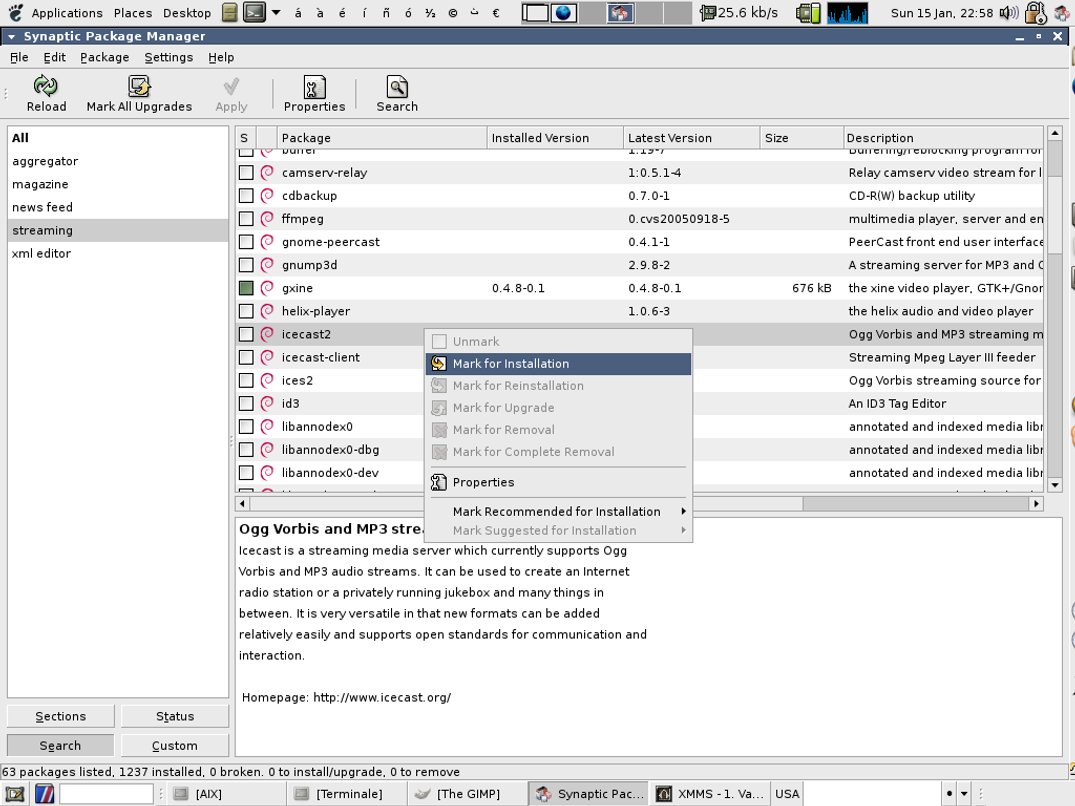 Applications Places Desktop á à é í ñ ó ½ © ت € 25.6 kb/s Sun 15 Jan, 22:58
Synaptic Package Manager
File Edit Package Settings Help
Reload Mark All Upgrades Apply Properties Search
All
aggregator
magazine
news feed
streaming
xml editor
S Package Installed Version Latest Version Size Description
buffer 1.19-7 Buffering/reblocking program for
camserv-relay 1:0.5.1-4 Relay camserv video stream for l
cdbackup 0.7.0-1 CD-R(W) backup utility
ffmpeg 0.cvs20050918-5 multimedia player, server and en
gnome-peercast 0.4.1-1 PeerCast front end user interface
gnump3d 2.9.8-2 A streaming server for MP3 and O
gxine 0.4.8-0.1 0.4.8-0.1 676 kB the xine video player, GTK+/Gnor
helix-player 1.0.6-3 the helix audio and video player
icecast2 Ogg Vorbis and MP3 streaming m
icecast-client Streaming Mpeg Layer III feeder
ices2 Ogg Vorbis streaming source for
id3 An ID3 Tag Editor
libannodex0 annotated and indexed media libr
libannodex0-dbg annotated and indexed media libr
libannodex0-dev annotated and indexed media libr
Unmark
Mark for Installation
Mark for Reinstallation
Mark for Upgrade
Mark for Removal
Mark for Complete Removal
Properties
Mark Recommended for Installation
Mark Suggested for Installation
Ogg Vorbis and MP3 stre
Icecast is a streaming media server which currently supports Ogg
Vorbis and MP3 audio streams. It can be used to create an Internet
radio station or a privately running jukebox and many things in
between. It is very versatile in that new formats can be added
relatively easily and supports open standards for communication and
interaction.
Homepage: http://www.icecast.org/
Sections Status
Search Custom
63 packages listed, 1237 installed, 0 broken. 0 to install/upgrade, 0 to remove
[AIX] [Terminale] [The GIMP] Synaptic Pac... XMMS - 1. Va... USA